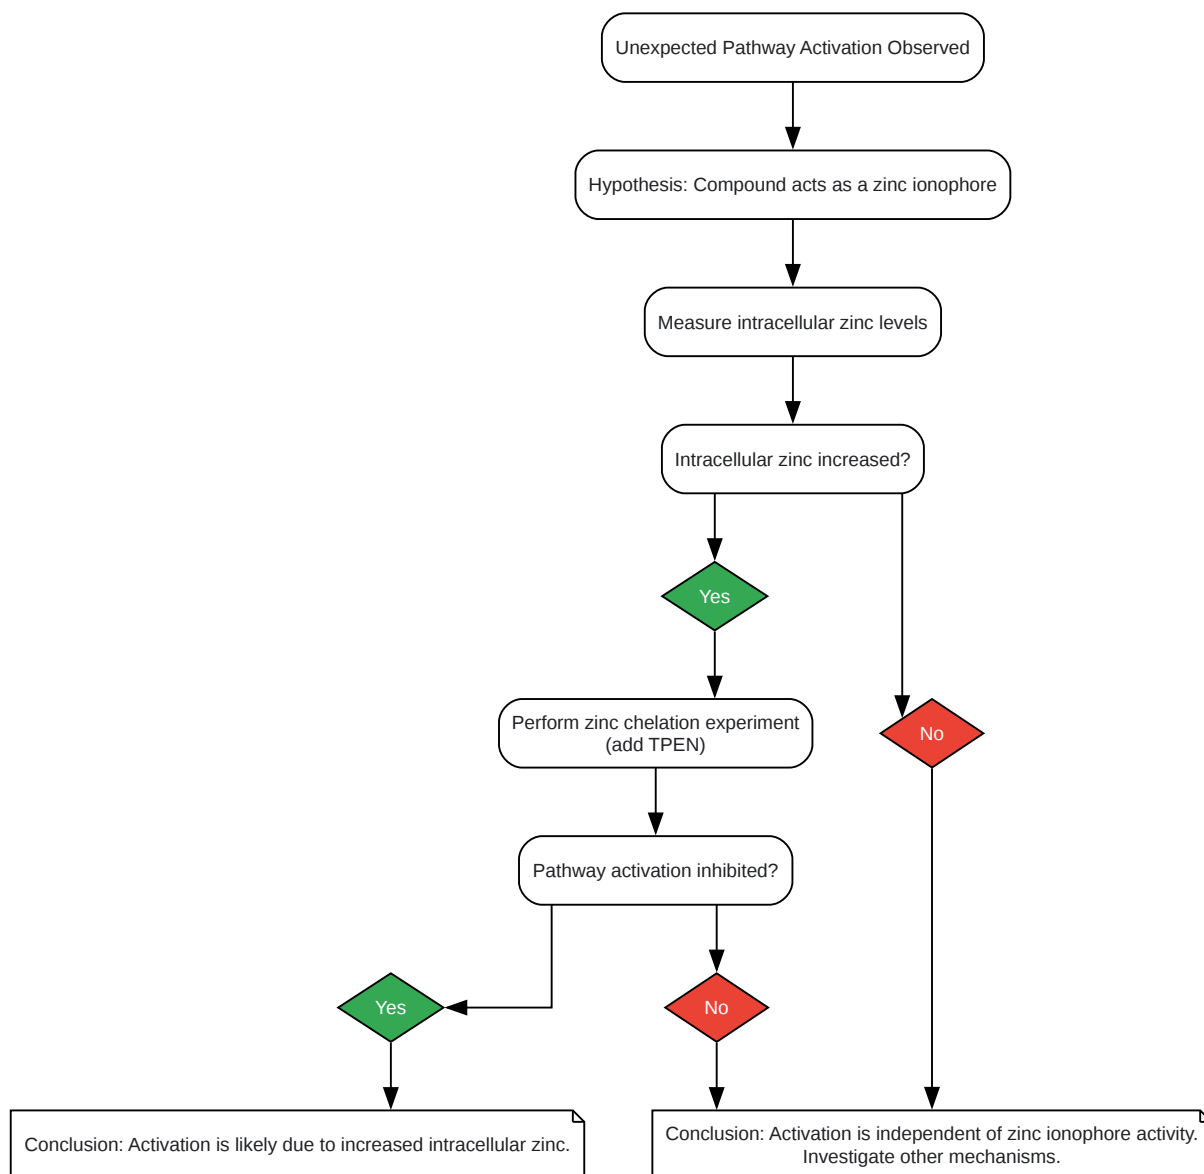 Unexpected Pathway Activation Observed
Hypothesis: Compound acts as a zinc ionophore
Measure intracellular zinc levels
Intracellular zinc increased?
Yes
Perform zinc chelation experiment
(add TPEN)
No
Pathway activation inhibited?
Yes
No
Conclusion: Activation is likely due to increased intracellular zinc.
Conclusion: Activation is independent of zinc ionophore activity.
Investigate other mechanisms.